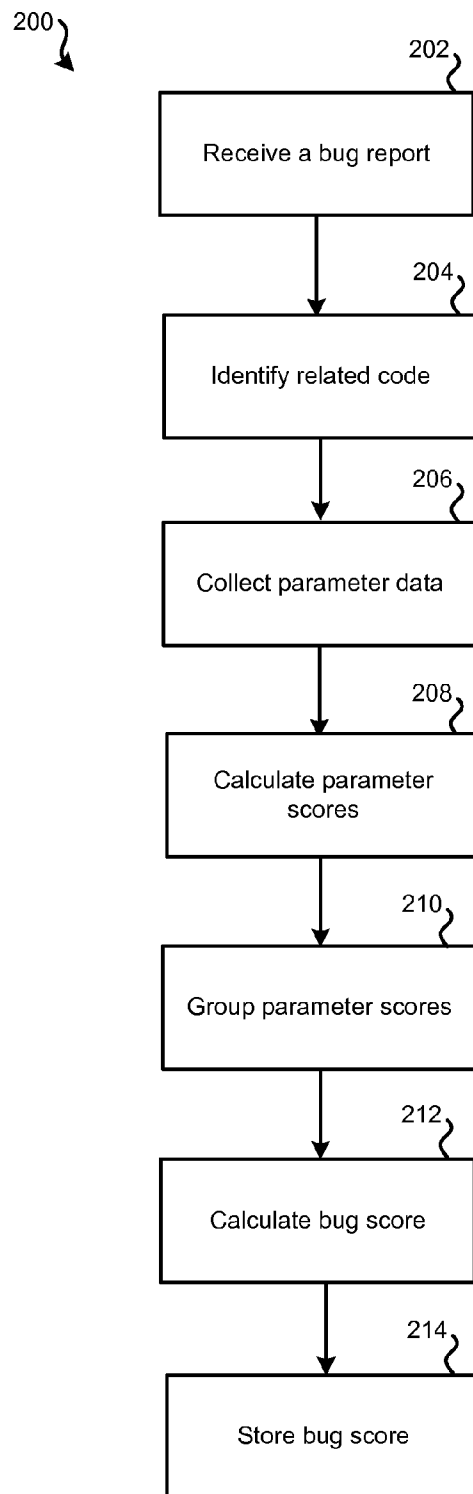 200
202
Receive a bug report
204
Identify related code
206
Collect parameter data
208
Calculate parameter
scores
210
Group parameter scores
212
Calculate bug score
214
Store bug score